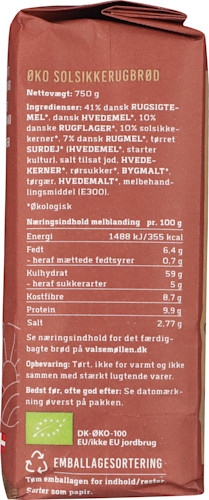 ØKO SOLSIKKERUGBRØD
Nettovægt: 750 g
Ingredienser: 41% dansk RUGSIGTE-
MEL*, dansk HVEDEMEL*, 10%
dansk RUGFLAGER*, 10% solsikke-
kerner*, 7% dansk RUGMEL*, tørret
SURDEJ* (HVEDEMEL*, starter
kultur), salt tilsat jod, HVEDE-
KERNER*, rørsukker*, BYGMALT*,
tørgær, HVEDEMALT*, melbehand-
lingsmiddel (E300).
*Økologisk
Næringsindhold melblanding pr. 100 g
Energi 1488 kJ/355 kcal
Fedt 6.4 g
- heraf mættede fedtsyrer 0.7 g
Kulhydrat 59 g
- heraf sukkerarter 5 g
Kostfibre 8,7 g
Protein 9.9 g
Salt 2,77 g
Se næringsindhold for det færdig-
bagte brød på valsemøllen.dk
Opbevaring: Tørt, ikke for varmt og ikke
sammen med stærkt lugtende varer.
Bedst før, ofte god efter: Se datomærk-
ning øverst på pakken.
DK-ØKO-100
EU/ikke EU jordbrug
EMBALLAGESORTERING
Tøm emballagen for indhold/rester.
Sorter som papir.